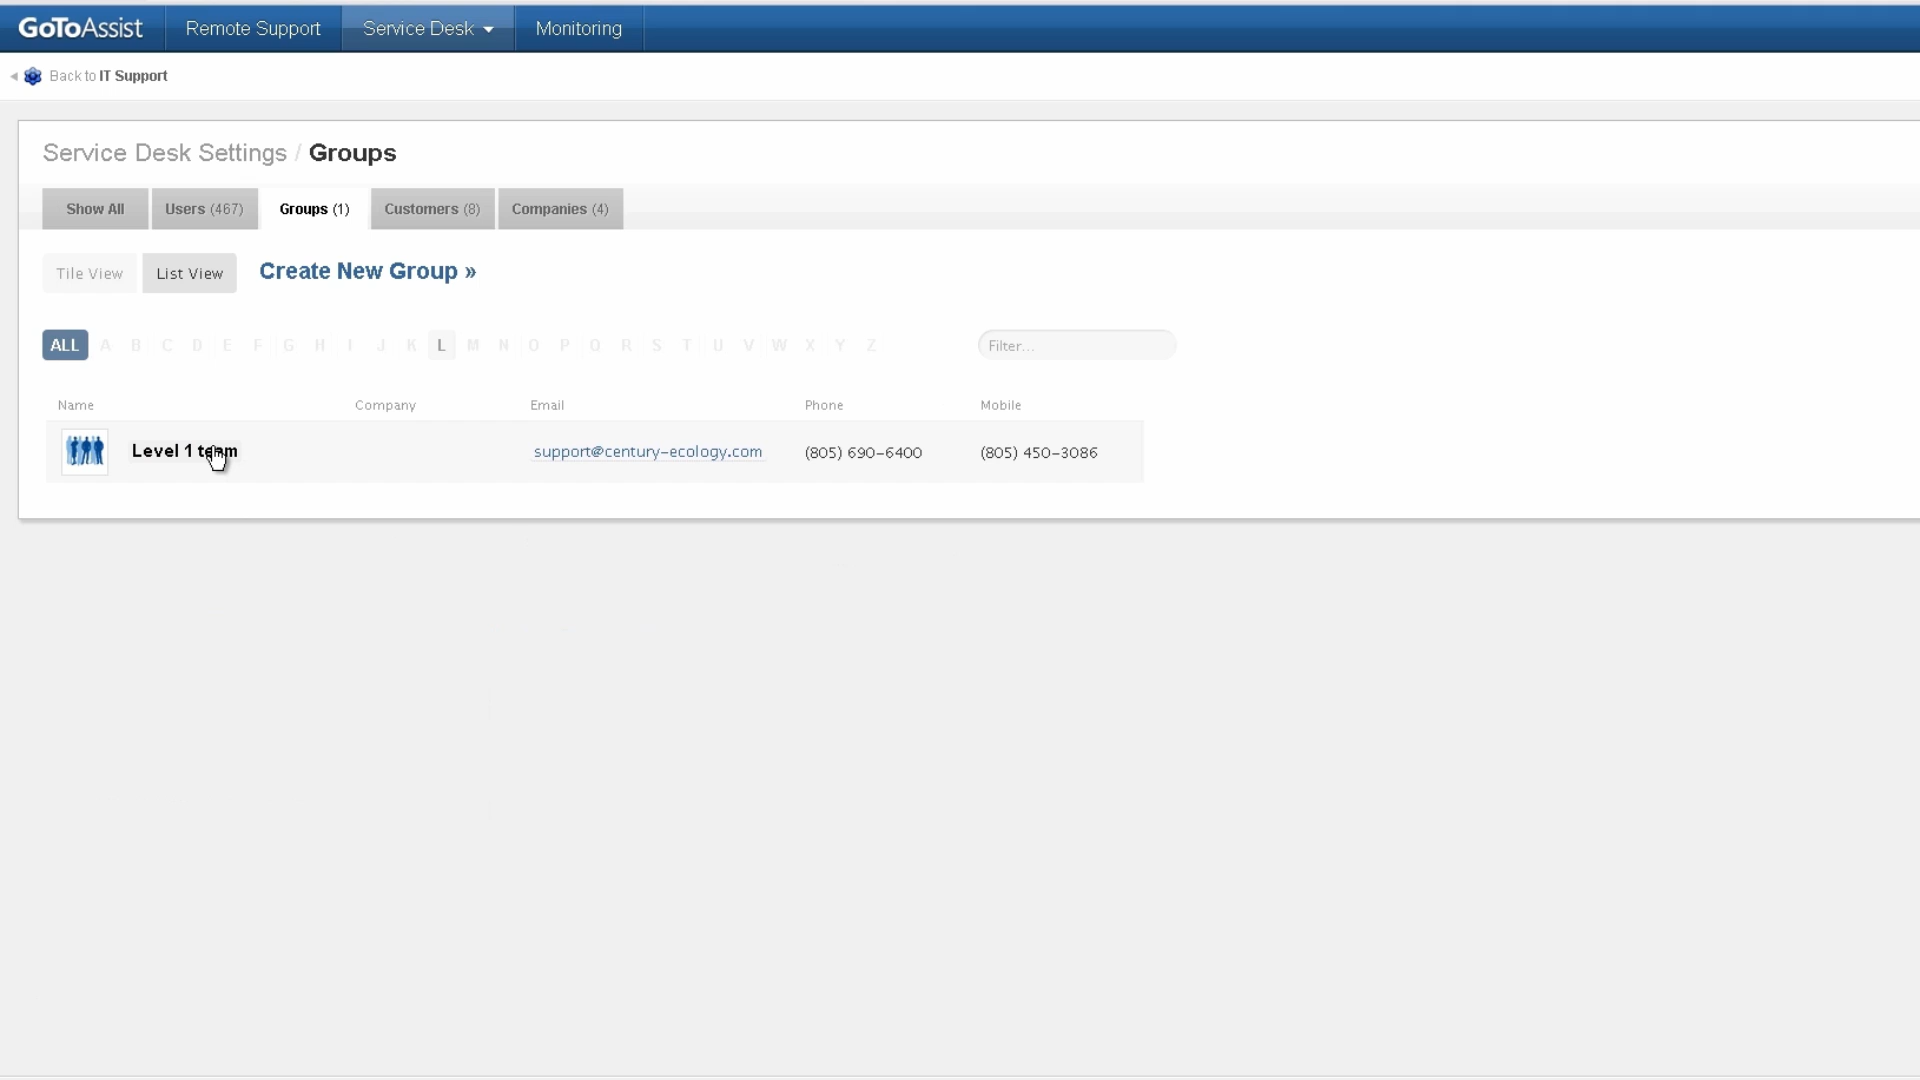 GoToAssist Remote Support Service Desk Monitoring
Back to IT Support
Service Desk Settings / Groups
Show All Users (467) Groups (1) Customers (8) Companies (4)
Tile View List View Create New Group »
ALL A B C D E F G H I J K L M N O P Q R S T U V W X Y Z Filter...
Name Company Email Phone Mobile
Level 1 team support@century-ecology.com (805) 690-6400 (805) 450-3086